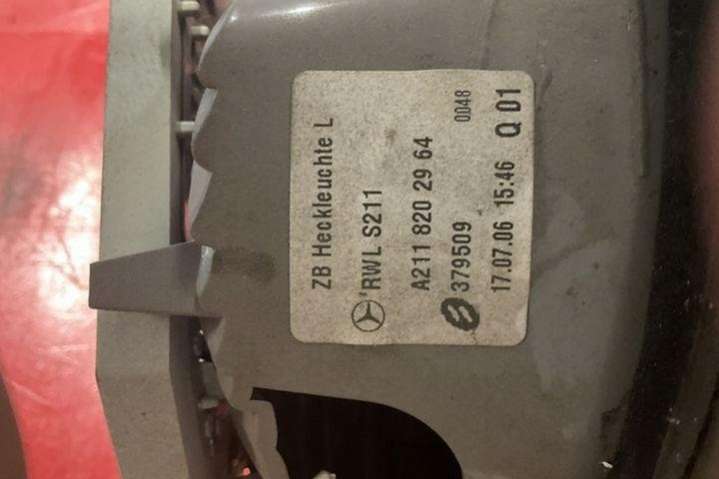 ZB Heckleuchte L
RWL S211
A211 820 29 64 0048
379509
17.07.06 15:46 Q 01